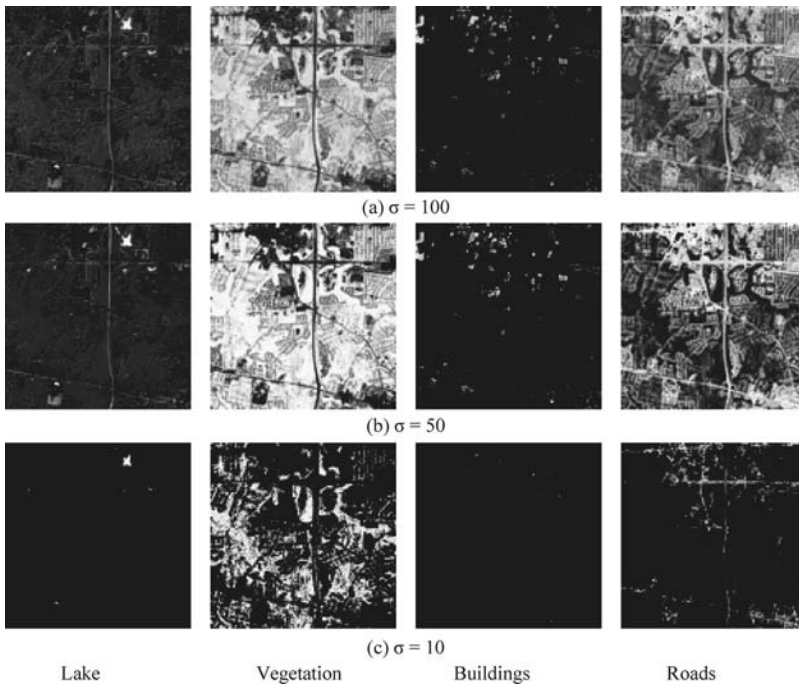 (a) σ = 100
(b) σ = 50
(c) σ = 10
Lake Vegetation Buildings Roads